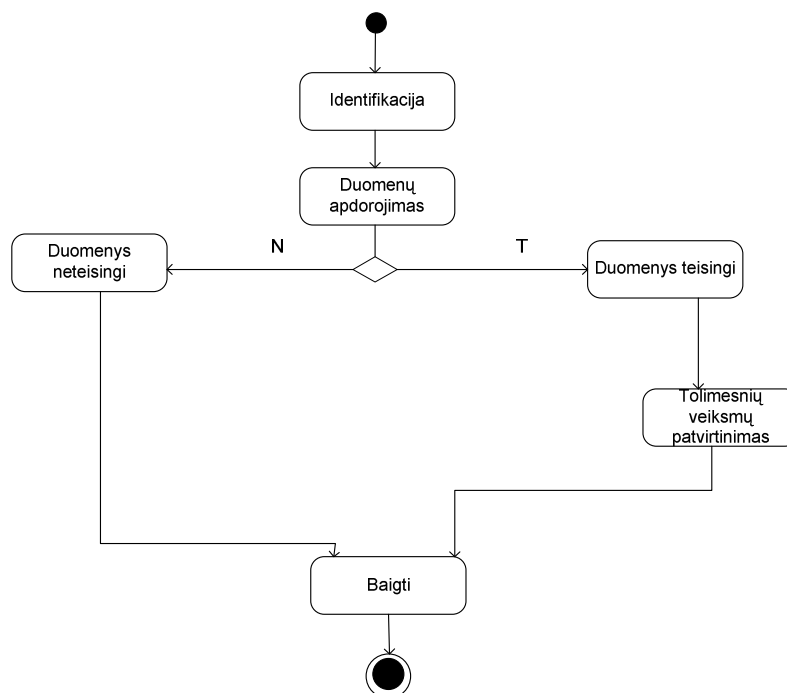 Identifikacija
Duomenų
apdorojimas
N
T
Duomenys
neteisingi
Duomenys teisingi
Tolimesnių
veiksmų
patvirtinimas
Baigti